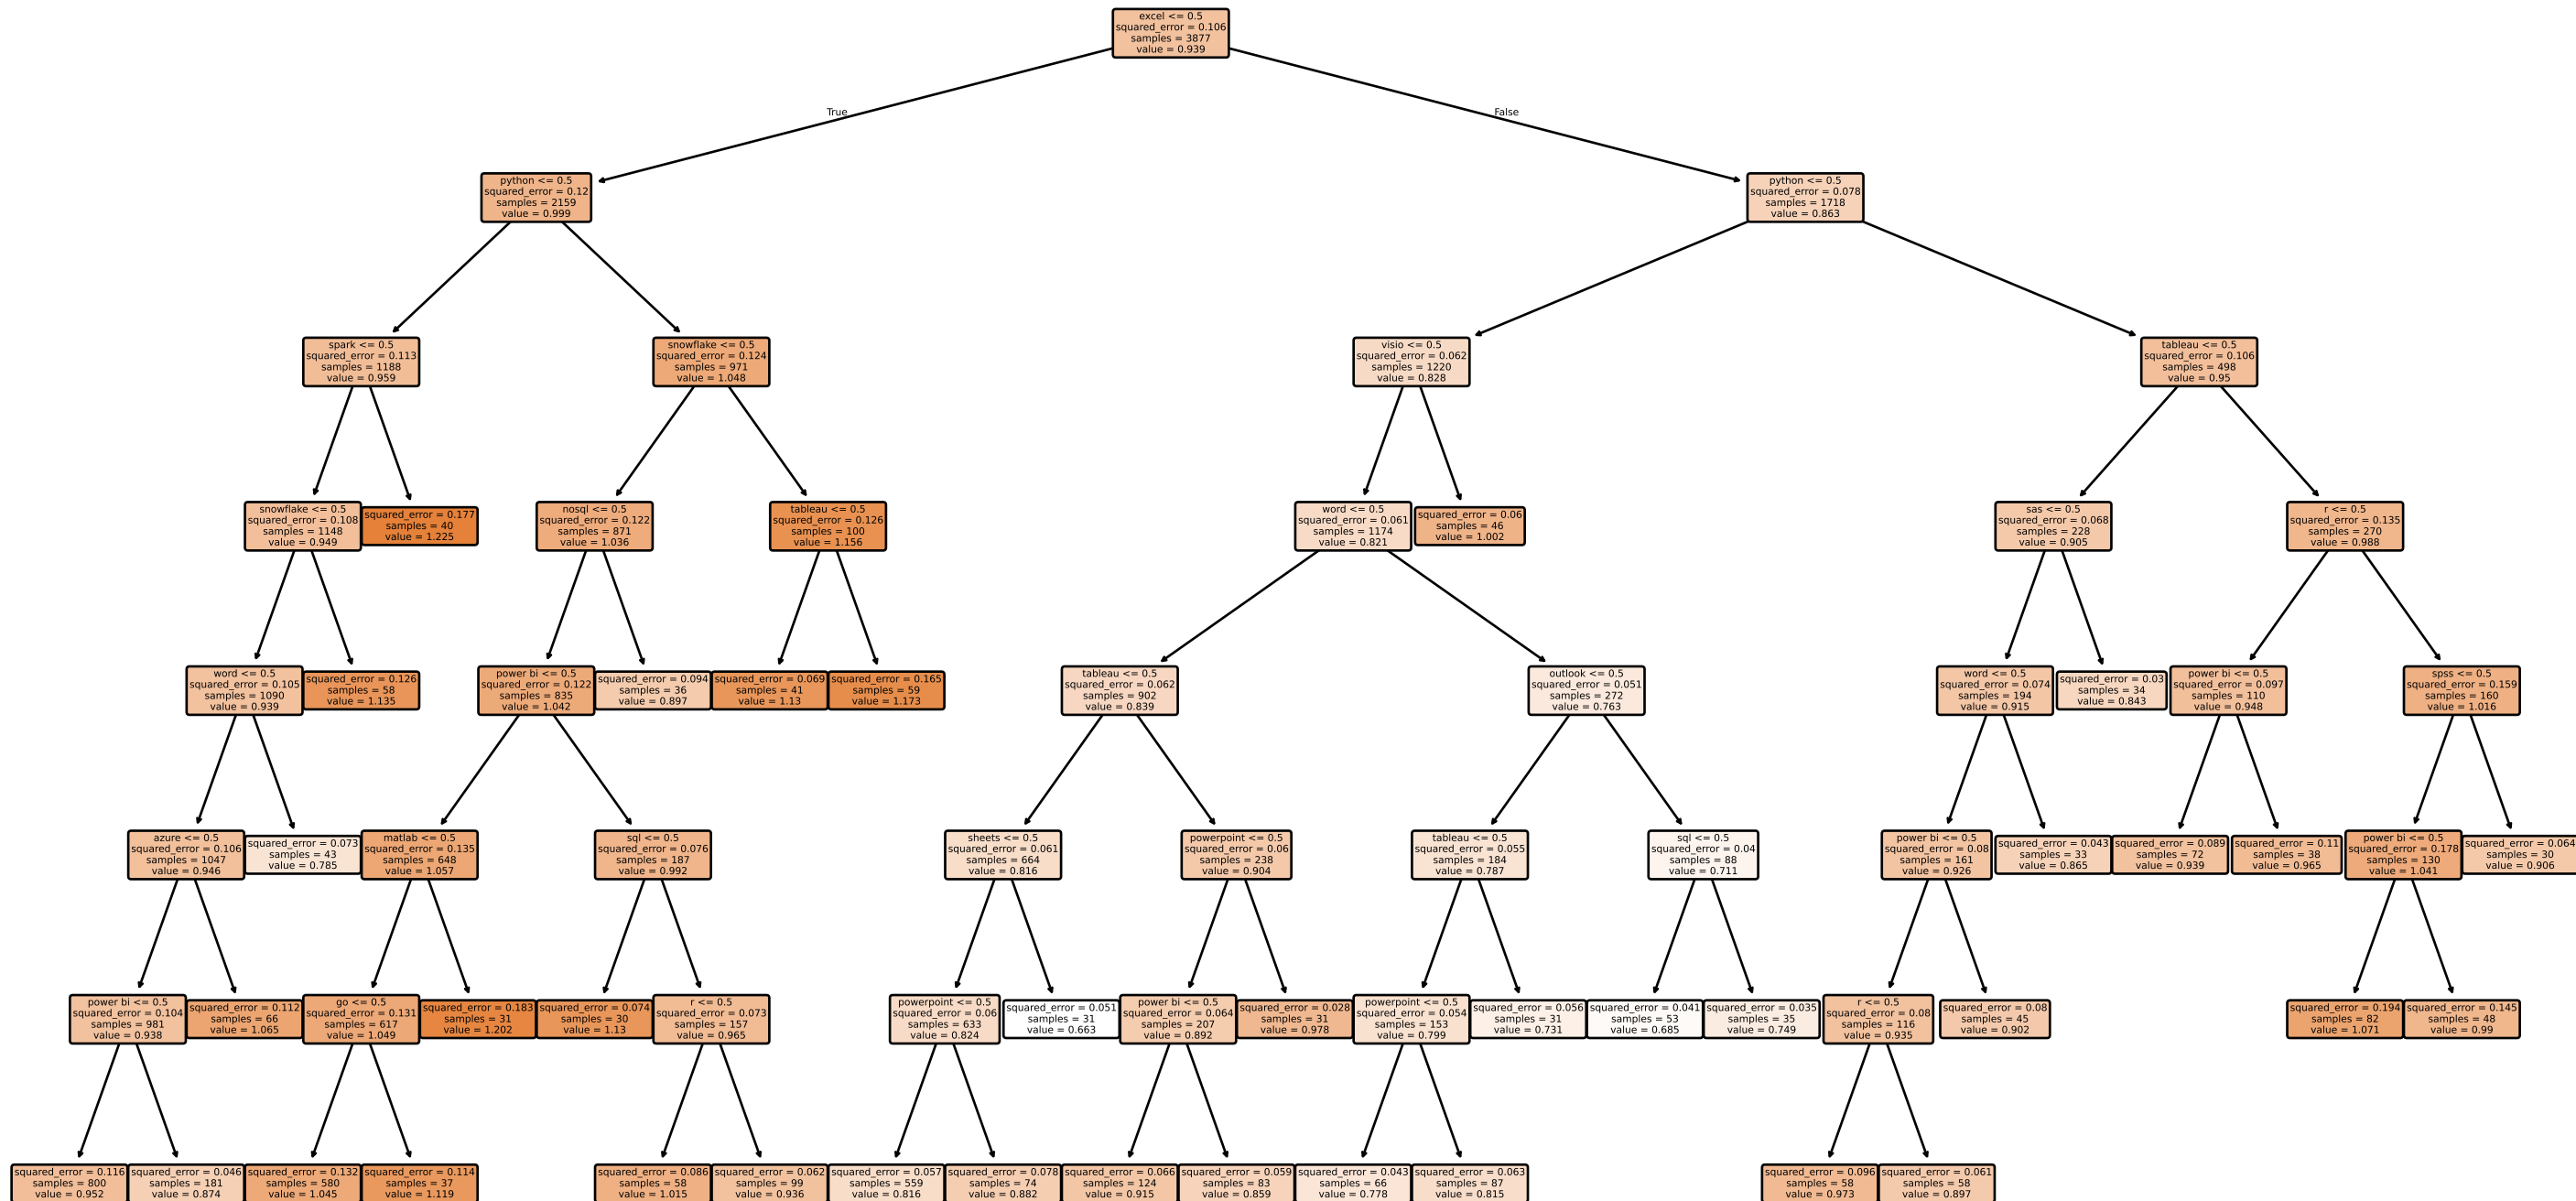 excel <= 0.5
squared_error = 0.106
samples = 3877
value = 0.939
True
False
python <= 0.5
squared_error = 0.12
samples = 2159
value = 0.999
python <= 0.5
squared_error = 0.078
samples = 1718
value = 0.863
spark <= 0.5
squared_error = 0.113
samples = 1188
value = 0.959
snowflake <= 0.5
squared_error = 0.124
samples = 971
value = 1.048
visio <= 0.5
squared_error = 0.062
samples = 1220
value = 0.828
tableau <= 0.5
squared_error = 0.106
samples = 498
value = 0.95
snowflake <= 0.5
squared_error = 0.108
samples = 1148
value = 0.949
squared_error = 0.177
samples = 40
value = 1.225
nosql <= 0.5
squared_error = 0.122
samples = 871
value = 1.036
tableau <= 0.5
squared_error = 0.126
samples = 100
value = 1.156
word <= 0.5
squared_error = 0.061
samples = 1174
value = 0.821
squared_error = 0.06
samples = 46
value = 1.002
sas <= 0.5
squared_error = 0.068
samples = 228
value = 0.905
r <= 0.5
squared_error = 0.135
samples = 270
value = 0.988
word <= 0.5
squared_error = 0.105
samples = 1090
value = 0.939
squared_error = 0.126
samples = 58
value = 1.135
power bi <= 0.5
squared_error = 0.122
samples = 835
value = 1.042
squared_error = 0.094
samples = 36
value = 0.897
squared_error = 0.069
samples = 41
value = 1.13
squared_error = 0.165
samples = 59
value = 1.173
tableau <= 0.5
squared_error = 0.062
samples = 902
value = 0.839
outlook <= 0.5
squared_error = 0.051
samples = 272
value = 0.763
word <= 0.5
squared_error = 0.074
samples = 194
value = 0.915
squared_error = 0.03
samples = 34
value = 0.843
power bi <= 0.5
squared_error = 0.097
samples = 110
value = 0.948
spss <= 0.5
squared_error = 0.159
samples = 160
value = 1.016
azure <= 0.5
squared_error = 0.106
samples = 1047
value = 0.946
squared_error = 0.073
samples = 43
value = 0.785
matlab <= 0.5
squared_error = 0.135
samples = 648
value = 1.057
sql <= 0.5
squared_error = 0.076
samples = 187
value = 0.992
sheets <= 0.5
squared_error = 0.061
samples = 664
value = 0.816
powerpoint <= 0.5
squared_error = 0.06
samples = 238
value = 0.904
tableau <= 0.5
squared_error = 0.055
samples = 184
value = 0.787
sql <= 0.5
squared_error = 0.04
samples = 88
value = 0.711
power bi <= 0.5
squared_error = 0.08
samples = 161
value = 0.926
squared_error = 0.043
samples = 33
value = 0.865
squared_error = 0.089
samples = 72
value = 0.939
squared_error = 0.11
samples = 38
value = 0.965
power bi <= 0.5
squared_error = 0.178
samples = 130
value = 1.041
squared_error = 0.064
samples = 30
value = 0.906
power bi <= 0.5
squared_error = 0.104
samples = 981
value = 0.938
squared_error = 0.112
samples = 66
value = 1.065
go <= 0.5
squared_error = 0.131
samples = 617
value = 1.049
squared_error = 0.183
samples = 31
value = 1.202
squared_error = 0.074
samples = 30
value = 1.13
r <= 0.5
squared_error = 0.073
samples = 157
value = 0.965
powerpoint <= 0.5
squared_error = 0.06
samples = 633
value = 0.824
squared_error = 0.051
samples = 31
value = 0.663
power bi <= 0.5
squared_error = 0.064
samples = 207
value = 0.892
squared_error = 0.028
samples = 31
value = 0.978
powerpoint <= 0.5
squared_error = 0.054
samples = 153
value = 0.799
squared_error = 0.056
samples = 31
value = 0.731
squared_error = 0.041
samples = 53
value = 0.685
squared_error = 0.035
samples = 35
value = 0.749
r <= 0.5
squared_error = 0.08
samples = 116
value = 0.935
squared_error = 0.08
samples = 45
value = 0.902
squared_error = 0.194
samples = 82
value = 1.071
squared_error = 0.145
samples = 48
value = 0.99
squared_error = 0.116
samples = 800
value = 0.952
squared_error = 0.046
samples = 181
value = 0.874
squared_error = 0.132
samples = 580
value = 1.045
squared_error = 0.114
samples = 37
value = 1.119
squared_error = 0.086
samples = 58
value = 1.015
squared_error = 0.062
samples = 99
value = 0.936
squared_error = 0.057
samples = 559
value = 0.816
squared_error = 0.078
samples = 74
value = 0.882
squared_error = 0.066
samples = 124
value = 0.915
squared_error = 0.059
samples = 83
value = 0.859
squared_error = 0.043
samples = 66
value = 0.778
squared_error = 0.063
samples = 87
value = 0.815
squared_error = 0.096
samples = 58
value = 0.973
squared_error = 0.061
samples = 58
value = 0.897